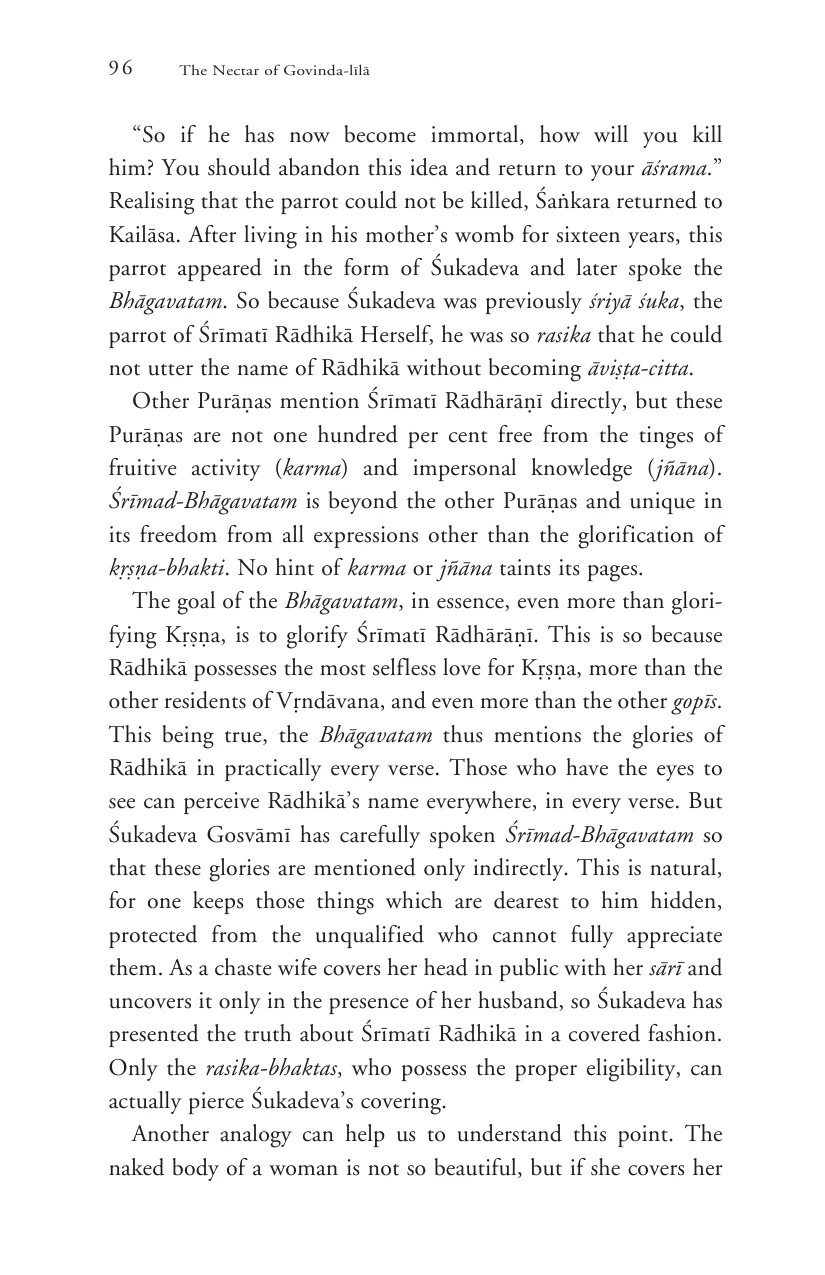 96 The Nectar of Govinda-līlā
“So if he has now become immortal, how will you kill
him? You should abandon this idea and return to your āśrama.”
Realising that the parrot could not be killed, Śaṅkara returned to
Kailāsa. After living in his mother’s womb for sixteen years, this
parrot appeared in the form of Śukadeva and later spoke the
Bhāgavatam. So because Śukadeva was previously śriyā śuka, the
parrot of Śrīmatī Rādhikā Herself, he was so rasika that he could
not utter the name of Rādhikā without becoming āviṣṭa-citta.
Other Purāṇas mention Śrīmatī Rādhārāṇī directly, but these
Purāṇas are not one hundred per cent free from the tinges of
fruitive activity (karma) and impersonal knowledge (jñāna).
Śrīmad-Bhāgavatam is beyond the other Purāṇas and unique in
its freedom from all expressions other than the glorification of
kṛṣṇa-bhakti. No hint of karma or jñāna taints its pages.
The goal of the Bhāgavatam, in essence, even more than glori-
fying Kṛṣṇa, is to glorify Śrīmatī Rādhārāṇī. This is so because
Rādhikā possesses the most selfless love for Kṛṣṇa, more than the
other residents of Vṛndāvana, and even more than the other gopīs.
This being true, the Bhāgavatam thus mentions the glories of
Rādhikā in practically every verse. Those who have the eyes to
see can perceive Rādhikā’s name everywhere, in every verse. But
Śukadeva Gosvāmī has carefully spoken Śrīmad-Bhāgavatam so
that these glories are mentioned only indirectly. This is natural,
for one keeps those things which are dearest to him hidden,
protected from the unqualified who cannot fully appreciate
them. As a chaste wife covers her head in public with her sārī and
uncovers it only in the presence of her husband, so Śukadeva has
presented the truth about Śrīmatī Rādhikā in a covered fashion.
Only the rasika-bhaktas, who possess the proper eligibility, can
actually pierce Śukadeva’s covering.
Another analogy can help us to understand this point. The
naked body of a woman is not so beautiful, but if she covers her